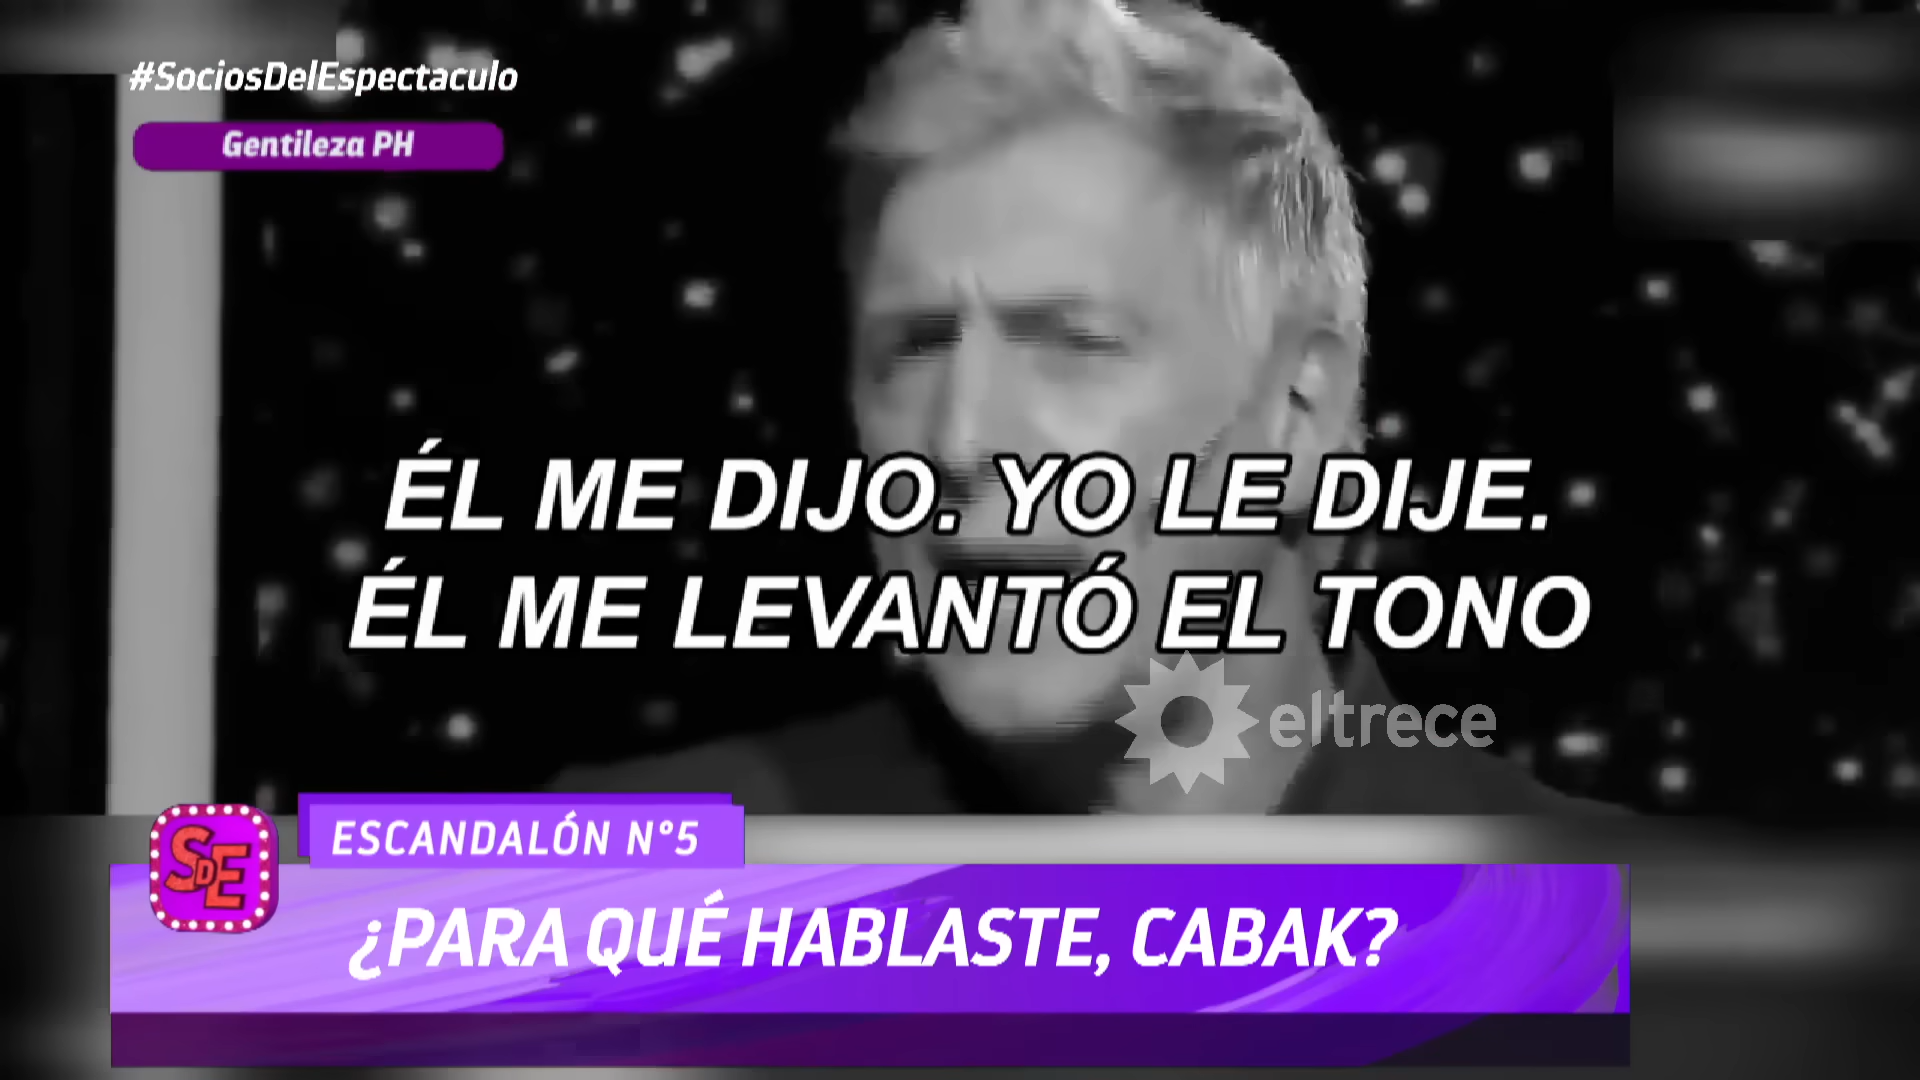 #SociosDelEspectaculo
Gentileza PH
ÉL ME DIJO. YO LE DIJE.
ÉL ME LEVANTÓ EL TONO
eltrece
SDE
ESCANDALÓN N°5
¿PARA QUÉ HABLASTE, CABAK?